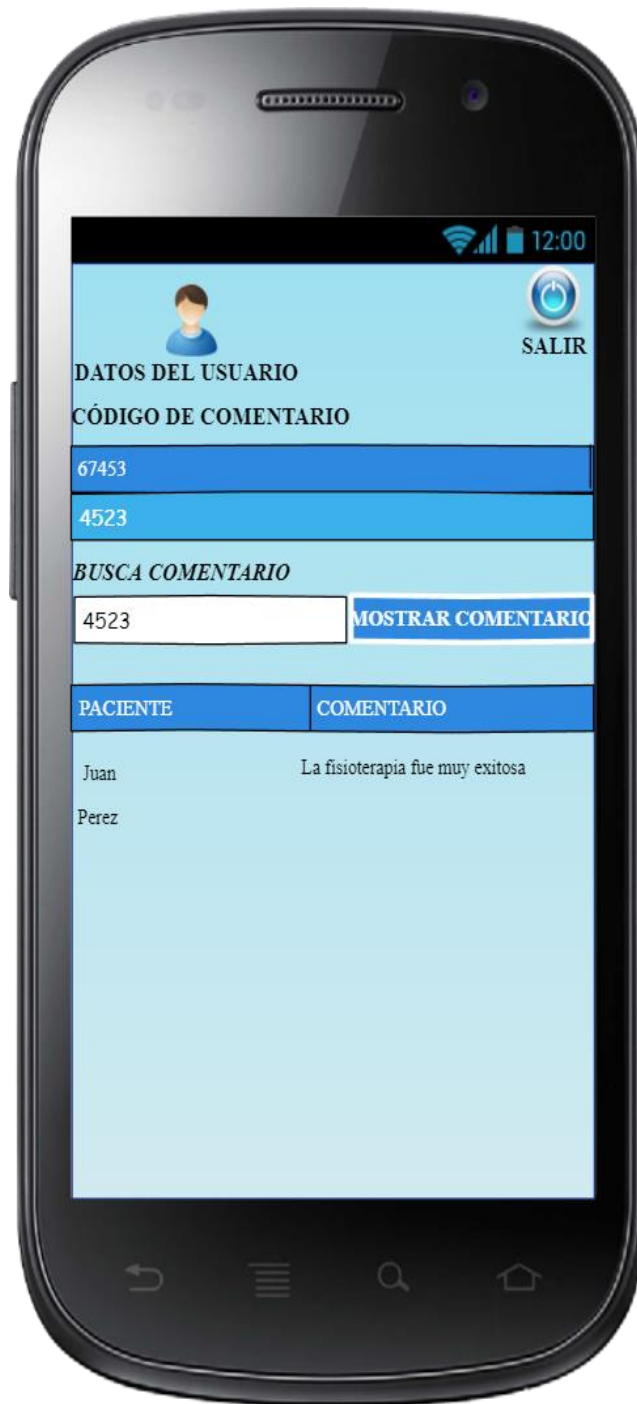 12:00
SALIR
DATOS DEL USUARIO
CÓDIGO DE COMENTARIO
67453
4523
BUSCA COMENTARIO
4523 MOSTRAR COMENTARIO
PACIENTE COMENTARIO
Juan La fisioterapia fue muy exitosa
Perez